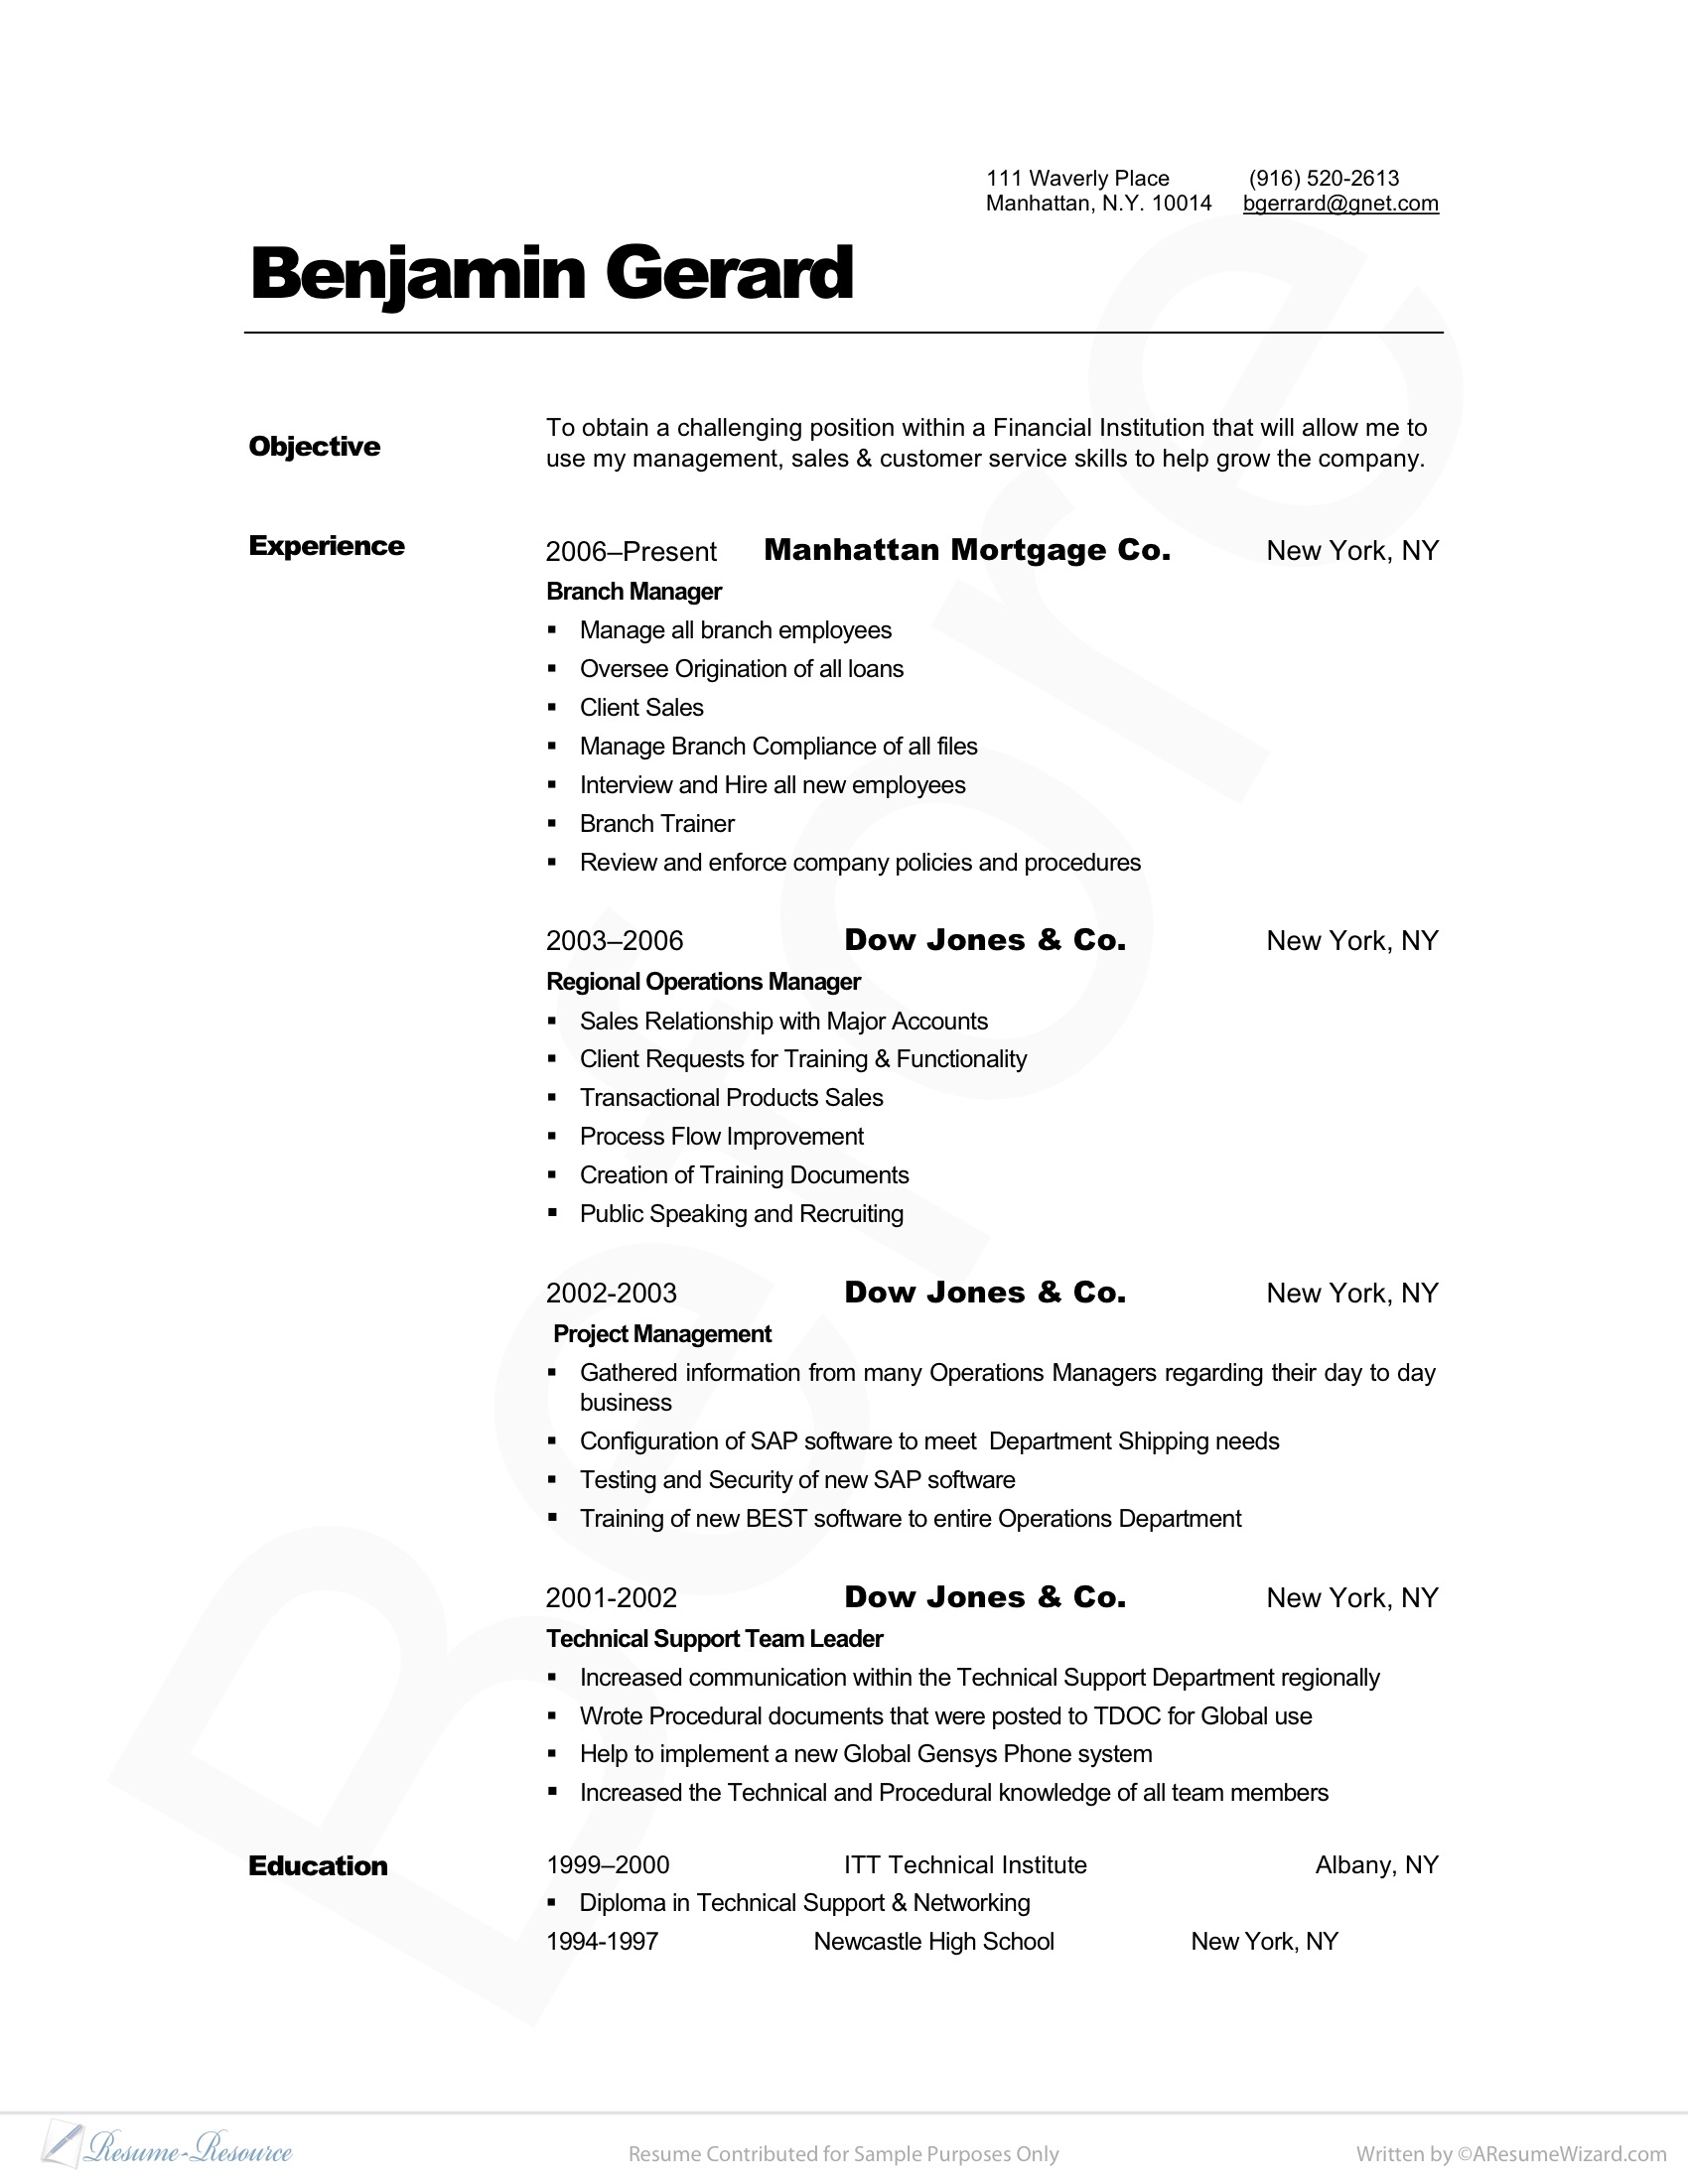 111 Waverly Place (916) 520-2613
Manhattan, N.Y. 10014 bgerrard@gnet.com
Benjamin Gerard
Objective
To obtain a challenging position within a Financial Institution that will allow me to
use my management, sales & customer service skills to help grow the company.
Experience
2006–Present Manhattan Mortgage Co. New York, NY
Branch Manager
▪ Manage all branch employees
▪ Oversee Origination of all loans
▪ Client Sales
▪ Manage Branch Compliance of all files
▪ Interview and Hire all new employees
▪ Branch Trainer
▪ Review and enforce company policies and procedures
2003–2006 Dow Jones & Co. New York, NY
Regional Operations Manager
▪ Sales Relationship with Major Accounts
▪ Client Requests for Training & Functionality
▪ Transactional Products Sales
▪ Process Flow Improvement
▪ Creation of Training Documents
▪ Public Speaking and Recruiting
2002-2003 Dow Jones & Co. New York, NY
Project Management
▪ Gathered information from many Operations Managers regarding their day to day
business
▪ Configuration of SAP software to meet Department Shipping needs
▪ Testing and Security of new SAP software
▪ Training of new BEST software to entire Operations Department
2001-2002 Dow Jones & Co. New York, NY
Technical Support Team Leader
▪ Increased communication within the Technical Support Department regionally
▪ Wrote Procedural documents that were posted to TDOC for Global use
▪ Help to implement a new Global Gensys Phone system
▪ Increased the Technical and Procedural knowledge of all team members
Education
1999–2000 ITT Technical Institute Albany, NY
▪ Diploma in Technical Support & Networking
1994-1997 Newcastle High School New York, NY
Before
Resume-Resource Resume Contributed for Sample Purposes Only Written by ©AResumeWizard.com